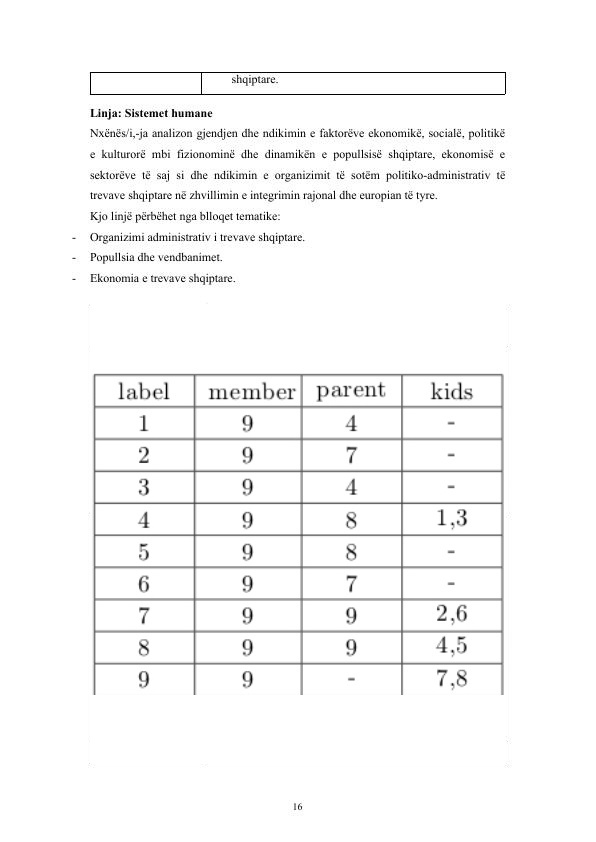 shqiptare.
Linja: Sistemet humane
Nxënës/i,-ja analizon gjendjen dhe ndikimin e faktorëve ekonomikë, socialë, politikë
e kulturorë mbi fizionominë dhe dinamikën e popullsisë shqiptare, ekonomisë e
sektorëve të saj si dhe ndikimin e organizimit të sotëm politiko-administrativ të
trevave shqiptare në zhvillimin e integrimin rajonal dhe europian të tyre.
Kjo linjë përbëhet nga blloqet tematike:
- Organizimi administrativ i trevave shqiptare.
- Popullsia dhe vendbanimet.
- Ekonomia e trevave shqiptare.
label member parent kids
1 9 4 -
2 9 7 -
3 9 4 -
4 9 8 1,3
5 9 8 -
6 9 7 -
7 9 9 2,6
8 9 9 4,5
9 9 - 7,8
16